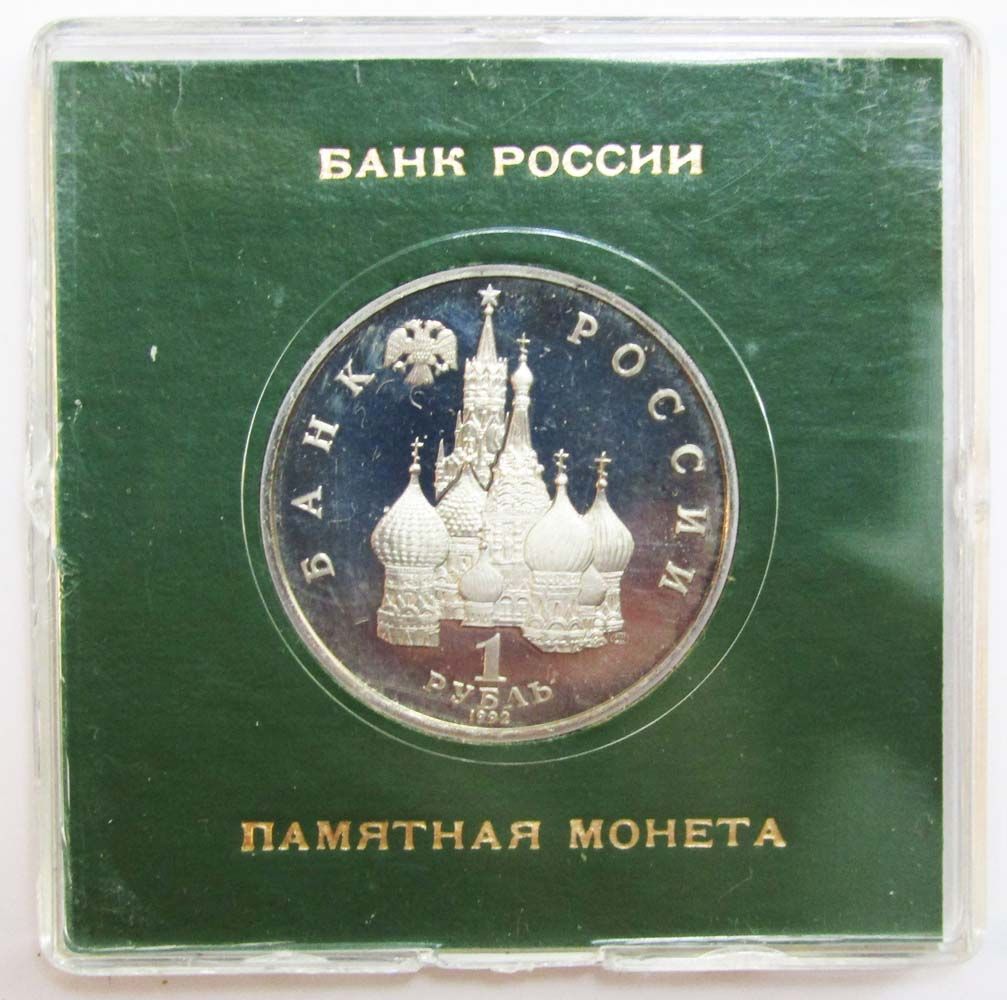 БАНК РОССИИ
БАНК РОССИИ
1
РУБЛЬ
1992
ПАМЯТНАЯ МОНЕТА